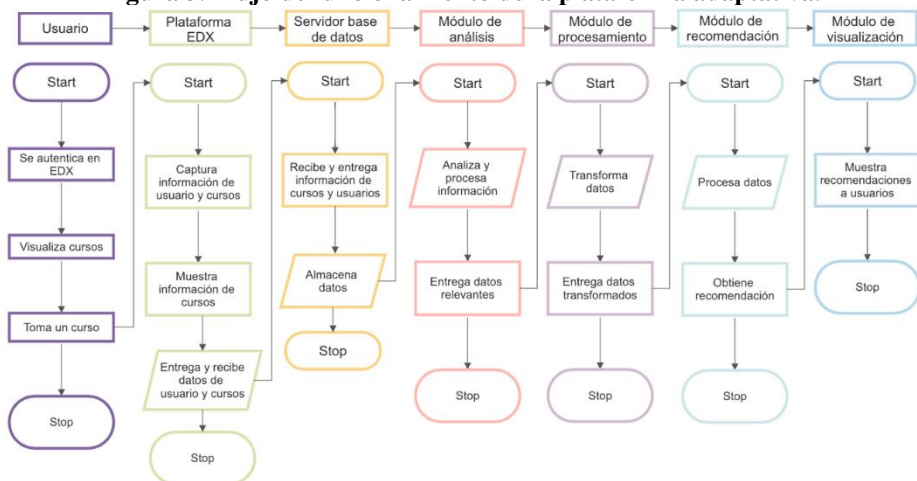 Usuario
Plataforma
EDX
Servidor base
de datos
Módulo de
análisis
Módulo de
procesamiento
Módulo de
recomendación
Módulo de
visualización
Start
Se autentica en
EDX
Visualiza cursos
Toma un curso
Stop
Start
Captura
información de
usuario y cursos
Muestra
información de
cursos
Entrega y recibe
datos de
usuario y cursos
Stop
Start
Recibe y entrega
información de
cursos y usuarios
Almacena
datos
Stop
Start
Analiza y
procesa
información
Entrega datos
relevantes
Stop
Start
Transforma
datos
Entrega datos
transformados
Stop
Start
Procesa datos
Obtiene
recomendación
Stop
Start
Muestra
recomendaciones
a usuarios
Stop